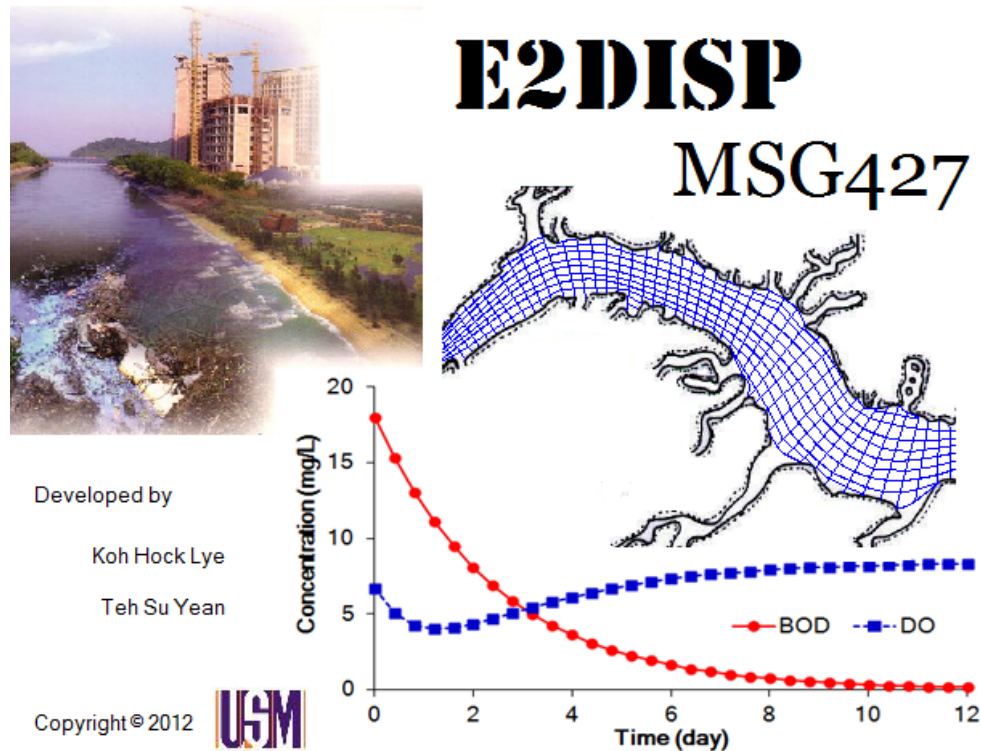 E2DISP
MSG427
Developed by
Koh Hock Lye
Teh Su Yean
Copyright © 2012
USM
Concentration (mg/L)
20
15
10
5
0
BOD
DO
0 2 4 6 8 10 12
Time (day)